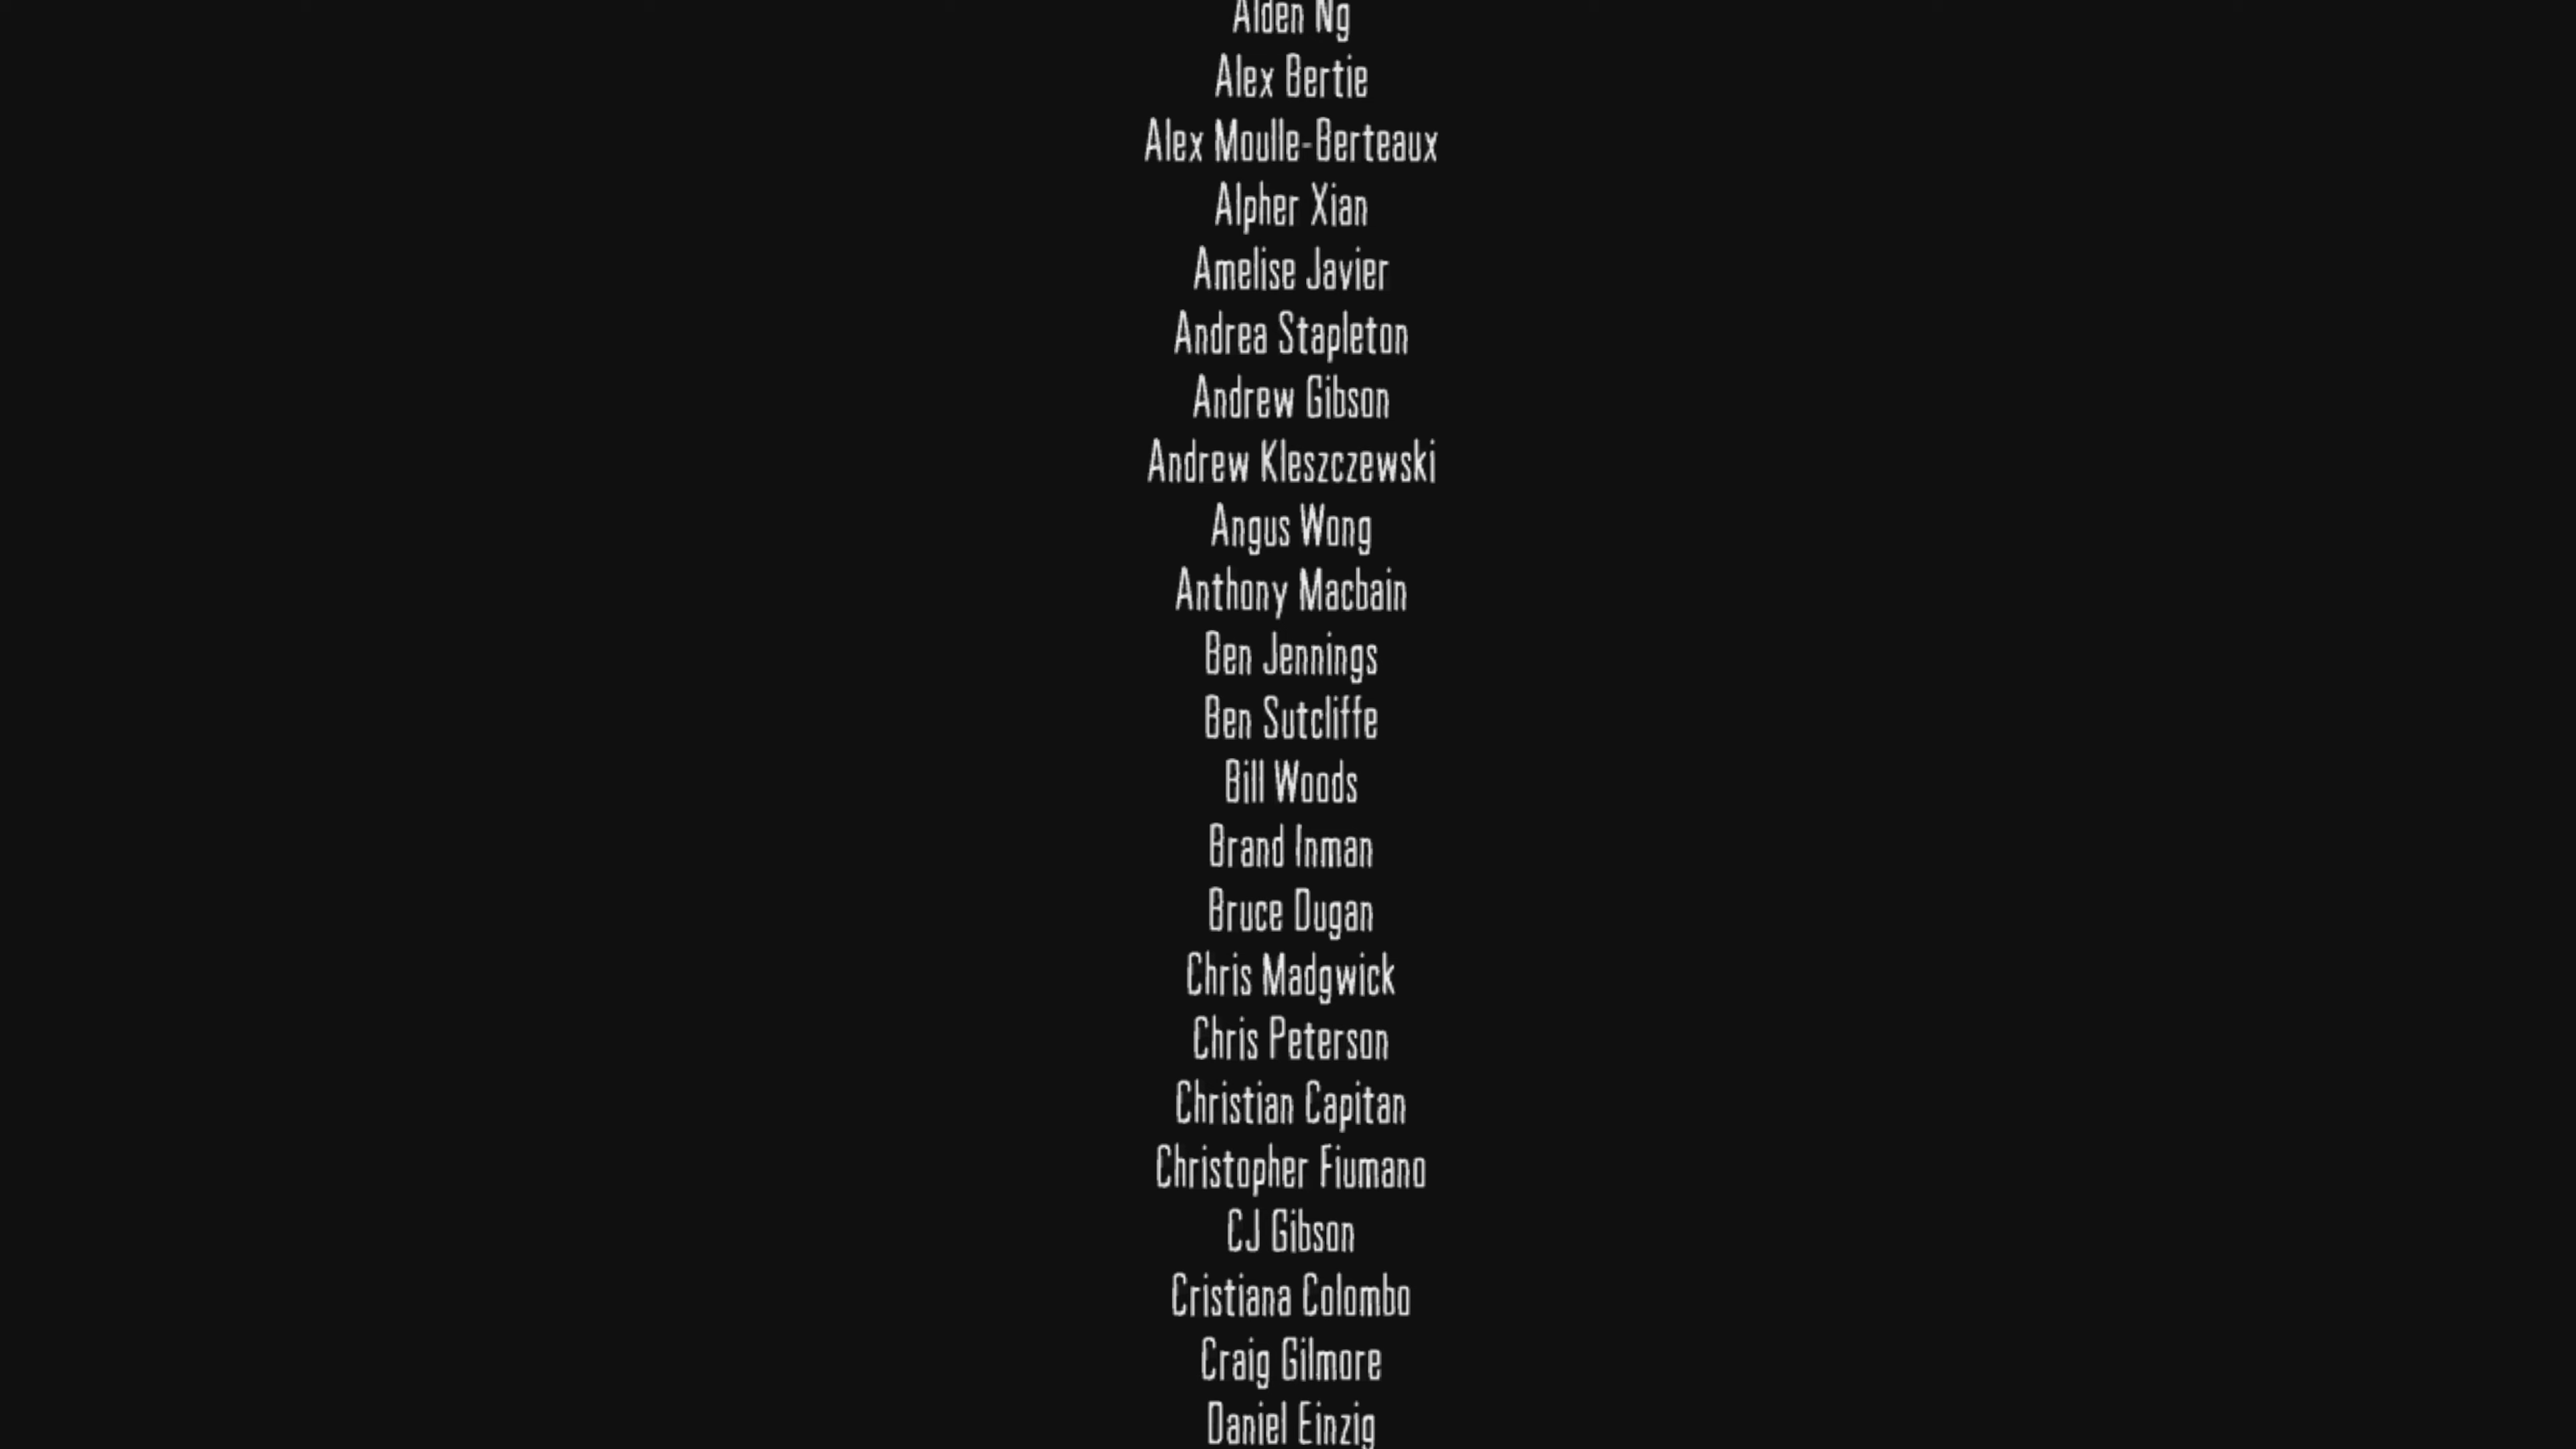 Alden Ng
Alex Bertie
Alex Moulle-Berteaux
Alpher Xian
Amelise Javier
Andrea Stapleton
Andrew Gibson
Andrew Kleszczewski
Angus Wong
Anthony Macbain
Ben Jennings
Ben Sutcliffe
Bill Woods
Brand Inman
Bruce Dugan
Chris Madgwick
Chris Peterson
Christian Capitan
Christopher Fiumano
CJ Gibson
Cristiana Colombo
Craig Gilmore
Daniel Einzig